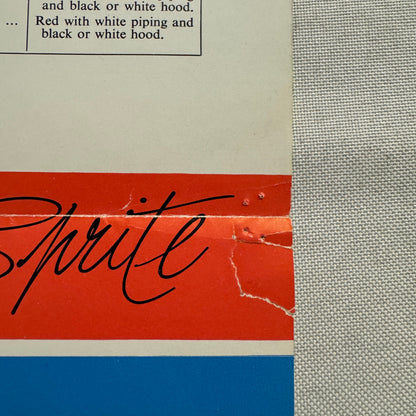 and black or white hood.
... Red with white piping and
black or white hood.
Sprite